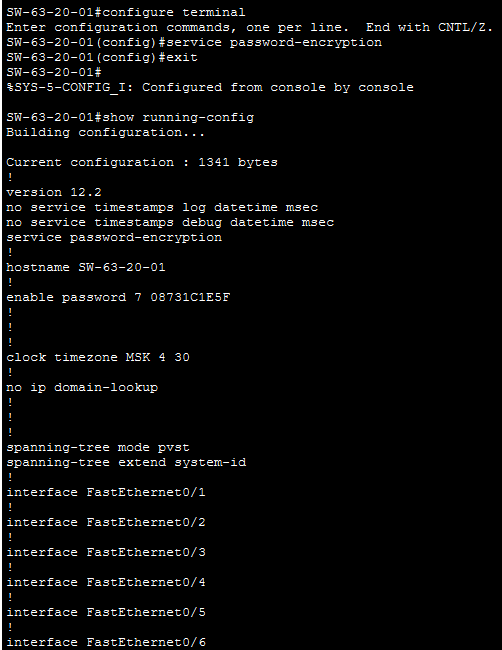 SW-63-20-01#configure terminal
Enter configuration commands, one per line.  End with CNTL/Z.
SW-63-20-01(config)#service password-encryption
SW-63-20-01(config)#exit
SW-63-20-01#
%SYS-5-CONFIG_I: Configured from console by console

SW-63-20-01#show running-config
Building configuration...

Current configuration : 1341 bytes
!
version 12.2
no service timestamps log datetime msec
no service timestamps debug datetime msec
service password-encryption
!
hostname SW-63-20-01
!
enable password 7 08731C1E5F
!
!
!
clock timezone MSK 4 30
!
no ip domain-lookup
!
!
!
spanning-tree mode pvst
spanning-tree extend system-id
!
interface FastEthernet0/1
!
interface FastEthernet0/2
!
interface FastEthernet0/3
!
interface FastEthernet0/4
!
interface FastEthernet0/5
!
interface FastEthernet0/6